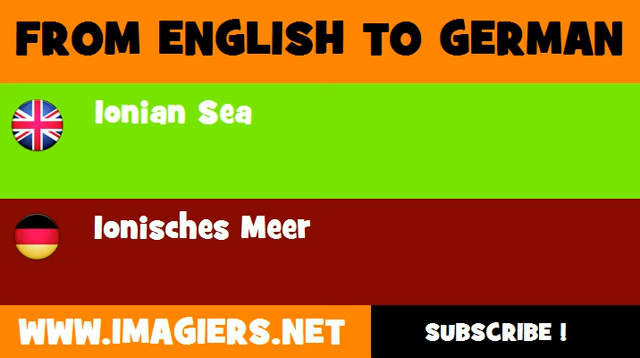 FROM ENGLISH TO GERMAN
Ionian Sea
Ionisches Meer
WWW.IMAGIERS.NET
SUBSCRIBE !